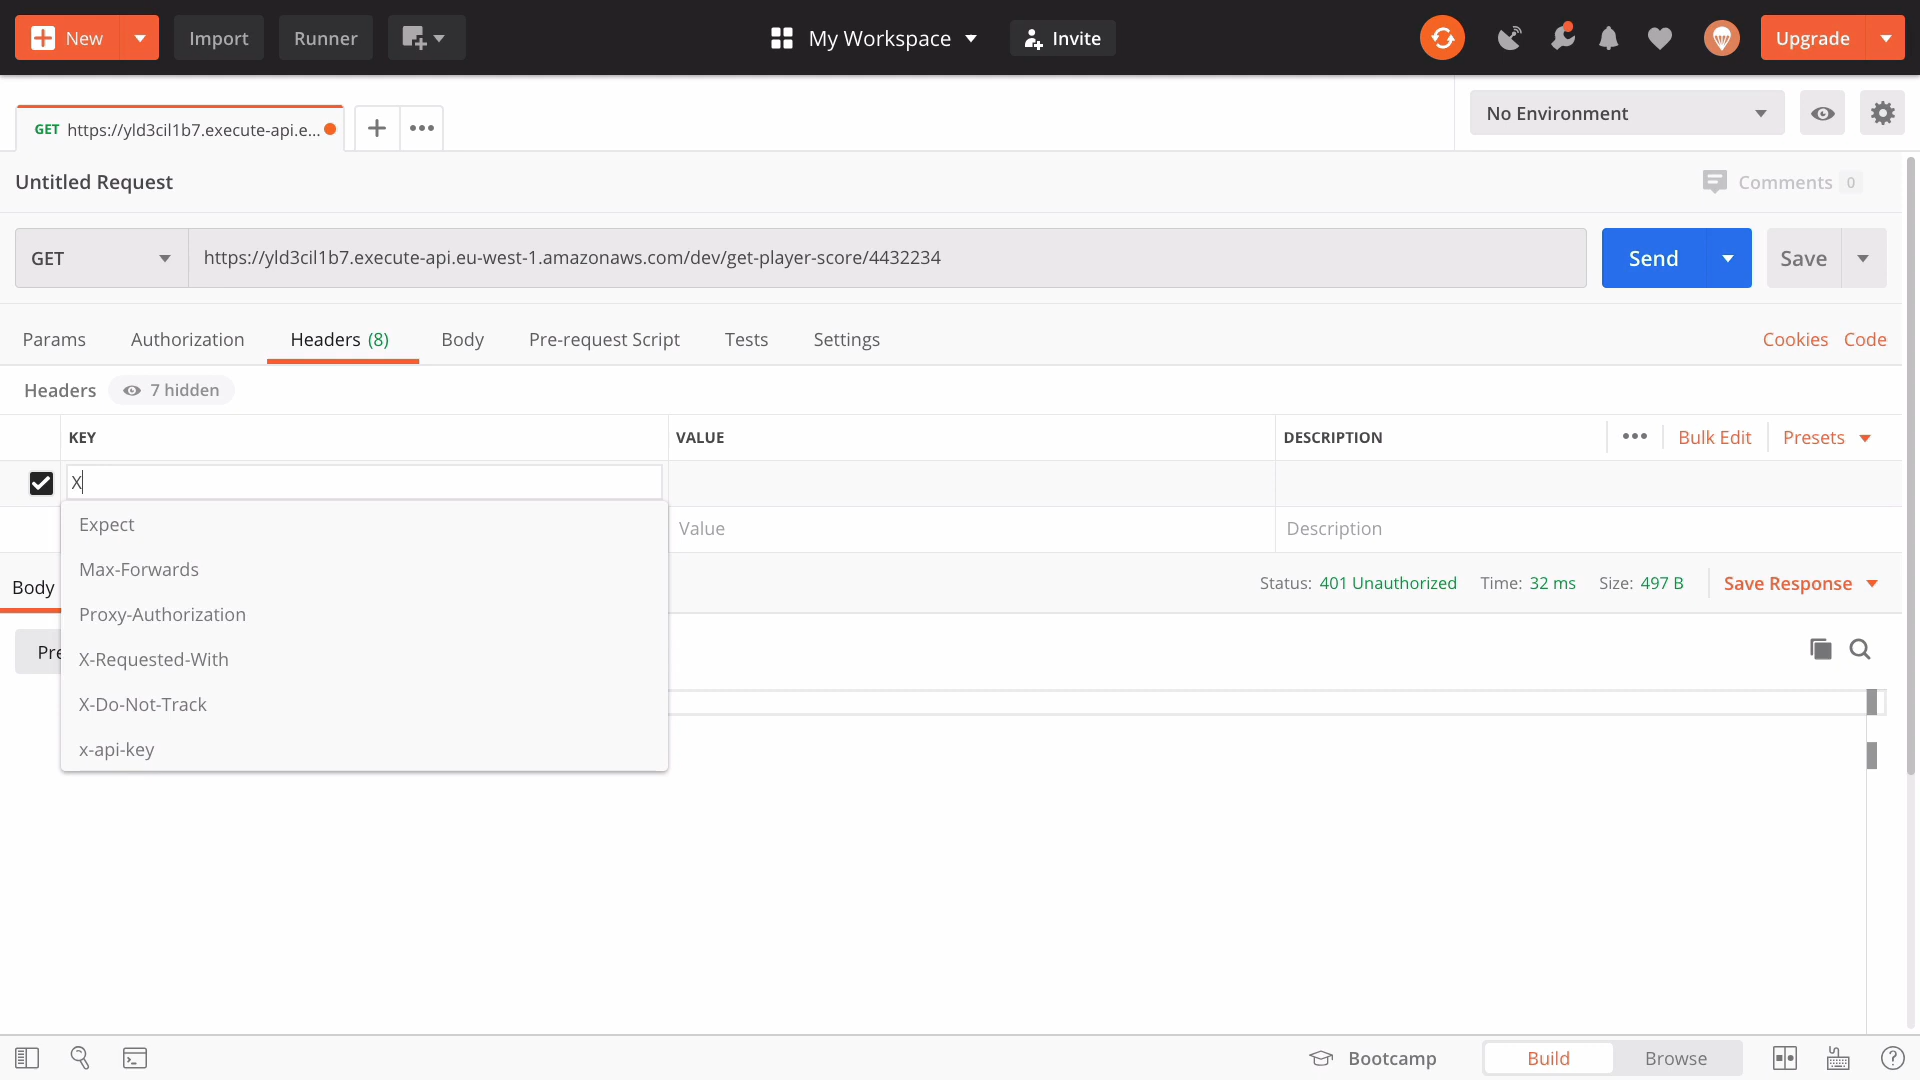 New Import Runner My Workspace Invite Upgrade
GET https://yld3cil1b7.execute-api.e... No Environment
Untitled Request Comments 0
GET https://yld3cil1b7.execute-api.eu-west-1.amazonaws.com/dev/get-player-score/4432234 Send Save
Params Authorization Headers (8) Body Pre-request Script Tests Settings Cookies Code
Headers 7 hidden
KEY VALUE DESCRIPTION Bulk Edit Presets
X
Expect
Value Description
Max-Forwards
Body Status: 401 Unauthorized Time: 32 ms Size: 497 B Save Response
Proxy-Authorization
Pre
X-Requested-With
X-Do-Not-Track
x-api-key
Bootcamp Build Browse